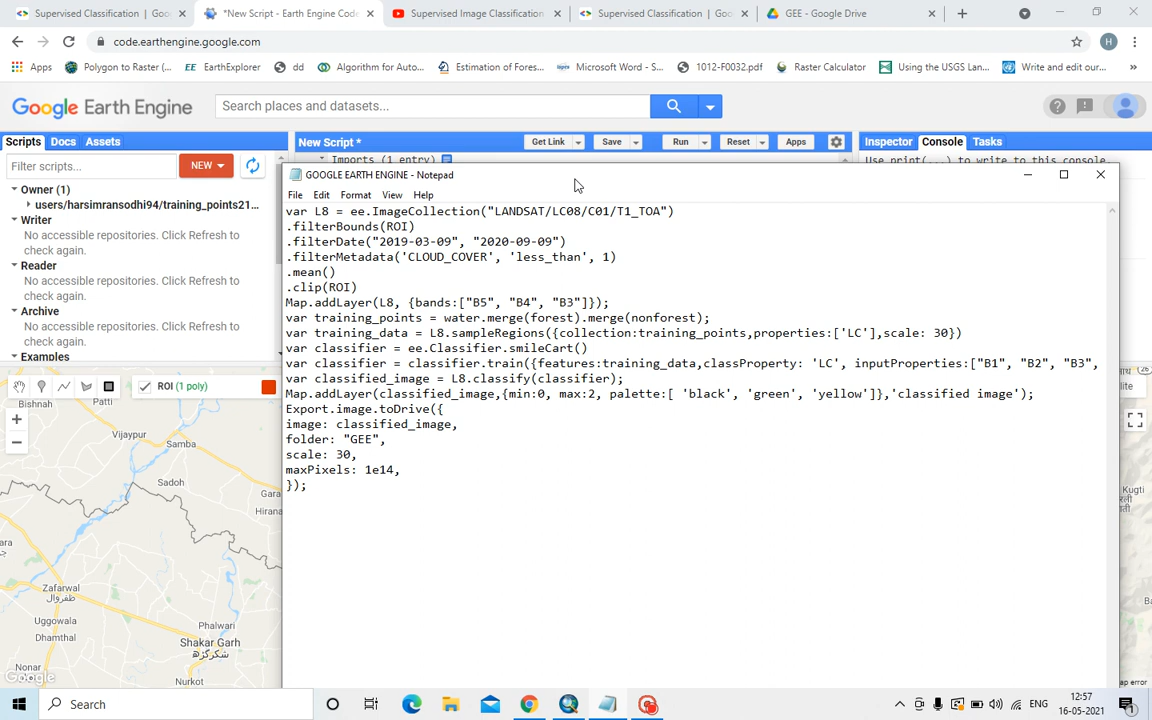 Supervised Classification | Goo
*New Script - Earth Engine Code
Supervised Image Classification
Supervised Classification | Goo
GEE - Google Drive
code.earthengine.google.com
H
Apps
Polygon to Raster (...
EE EarthExplorer
dd
Algorithm for Auto...
Estimation of Fores...
Microsoft Word - S...
1012-F0032.pdf
Raster Calculator
Using the USGS Lan...
Write and edit our...
»
Google Earth Engine
Search places and datasets...
Scripts
Docs
Assets
New Script *
Get Link
Save
Run
Reset
Apps
Inspector
Console
Tasks
Filter scripts...
NEW
Imports (1 entry)
Use print(...) to write to this console.
Owner (1)
users/harsimransodhi94/training_points21...
Writer
No accessible repositories. Click Refresh to
check again.
Reader
No accessible repositories. Click Refresh to
check again.
Archive
No accessible repositories. Click Refresh to
check again.
Examples
GOOGLE EARTH ENGINE - Notepad
File Edit Format View Help
var L8 = ee.ImageCollection("LANDSAT/LC08/C01/T1_TOA")
.filterBounds(ROI)
.filterDate("2019-03-09", "2020-09-09")
.filterMetadata('CLOUD_COVER', 'less_than', 1)
.mean()
.clip(ROI)
Map.addLayer(L8, {bands:["B5", "B4", "B3"]});
var training_points = water.merge(forest).merge(nonforest);
var training_data = L8.sampleRegions({collection:training_points,properties:['LC'],scale: 30})
var classifier = ee.Classifier.smileCart()
var classifier = classifier.train({features:training_data,classProperty: 'LC', inputProperties:["B1", "B2", "B3",
var classified_image = L8.classify(classifier);
Map.addLayer(classified_image,{min:0, max:2, palette:[ 'black', 'green', 'yellow']},'classified image');
Export.image.toDrive({
image: classified_image,
folder: "GEE",
scale: 30,
maxPixels: 1e14,
});
ROI (1 poly)
Bishnah
Patti
Vijaypur
Samba
Sadoh
Gara
Hirana
Zafarwal
ظفروال
Uggowala
Dhamthal
Phalwari
Shakar Garh
شکرگڑھ
Nonar
Nurkot
Google
Kugti
ap error
Search
ENG
12:57
16-05-2021